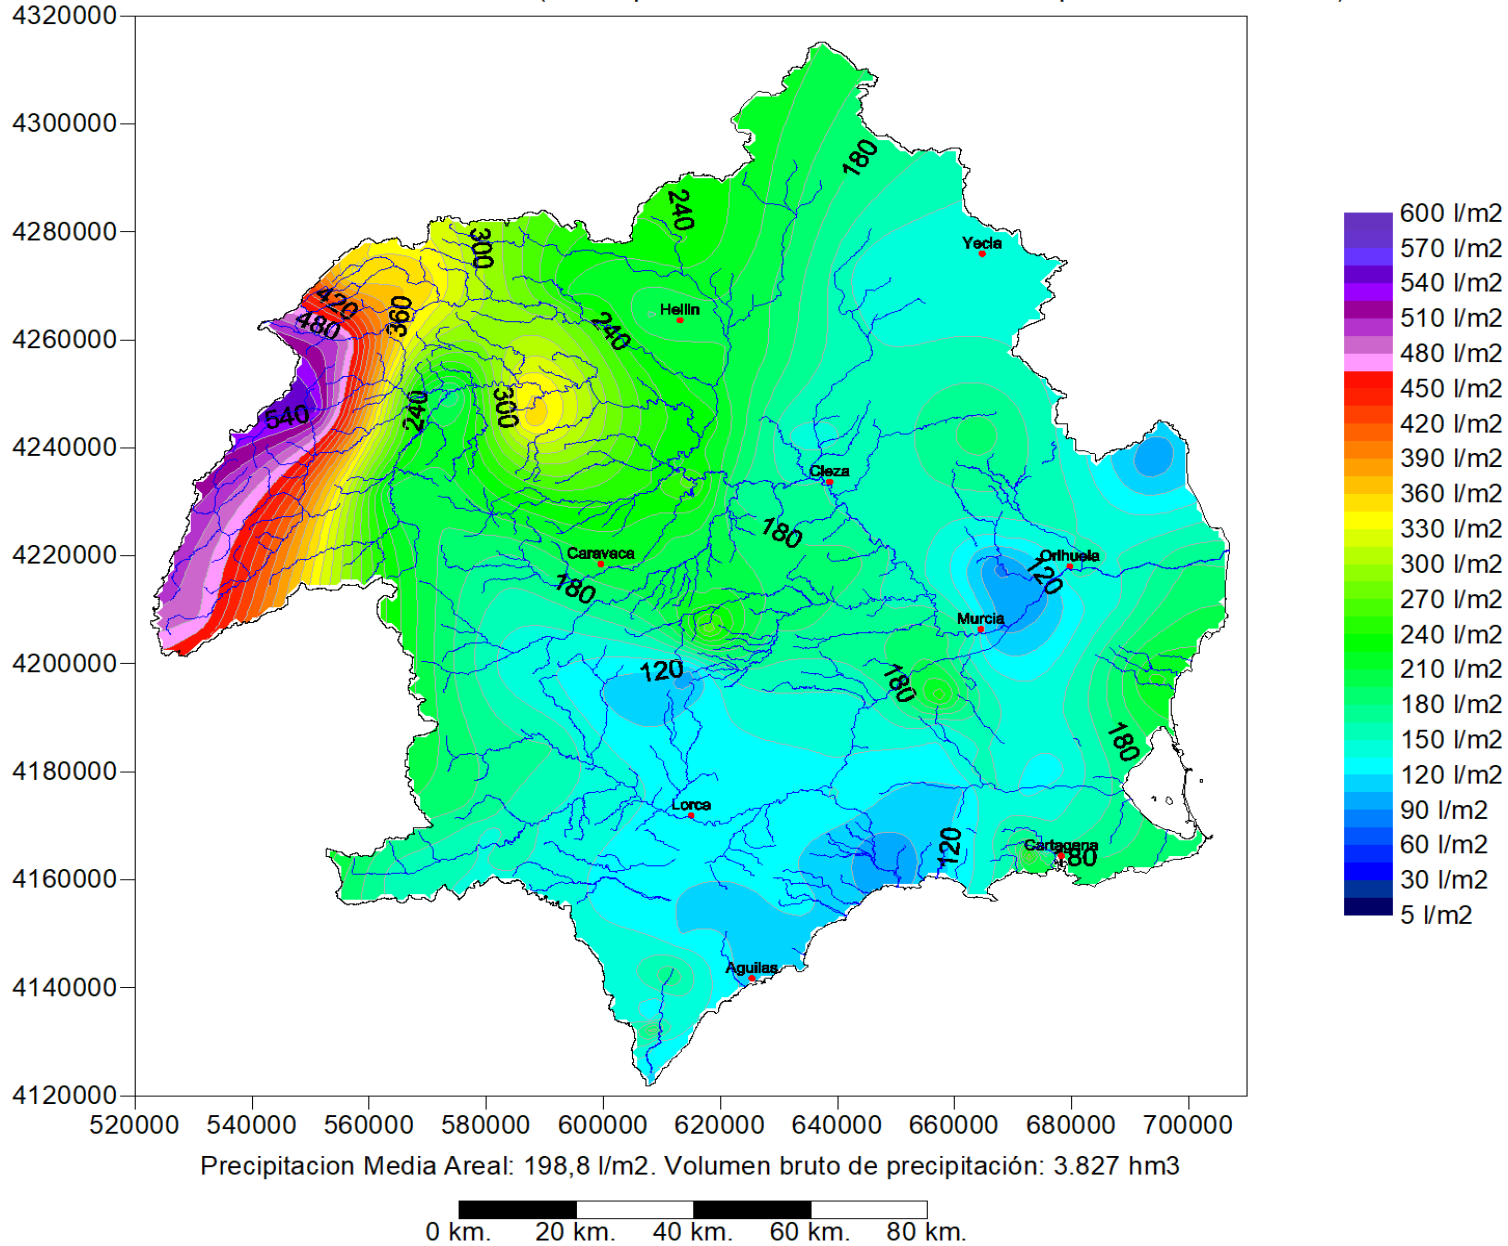 4320000
4300000
180
240
4280000
300
Yecla
600 l/m2
570 l/m2
540 l/m2
510 l/m2
480 l/m2
450 l/m2
420 l/m2
390 l/m2
360 l/m2
330 l/m2
300 l/m2
270 l/m2
240 l/m2
210 l/m2
180 l/m2
150 l/m2
120 l/m2
90 l/m2
60 l/m2
30 l/m2
5 l/m2
420
480
360
Hellin
240
4260000
540
240
300
4240000
Cieza
180
4220000
Caravaca
Orihuela
120
180
Murcia
4200000
120
180
180
4180000
Lorca
120
Cartagena
180
4160000
Aguilas
4140000
4120000
520000 540000 560000 580000 600000 620000 640000 660000 680000 700000
Precipitacion Media Areal: 198,8 l/m2. Volumen bruto de precipitación: 3.827 hm3
0 km. 20 km. 40 km. 60 km. 80 km.